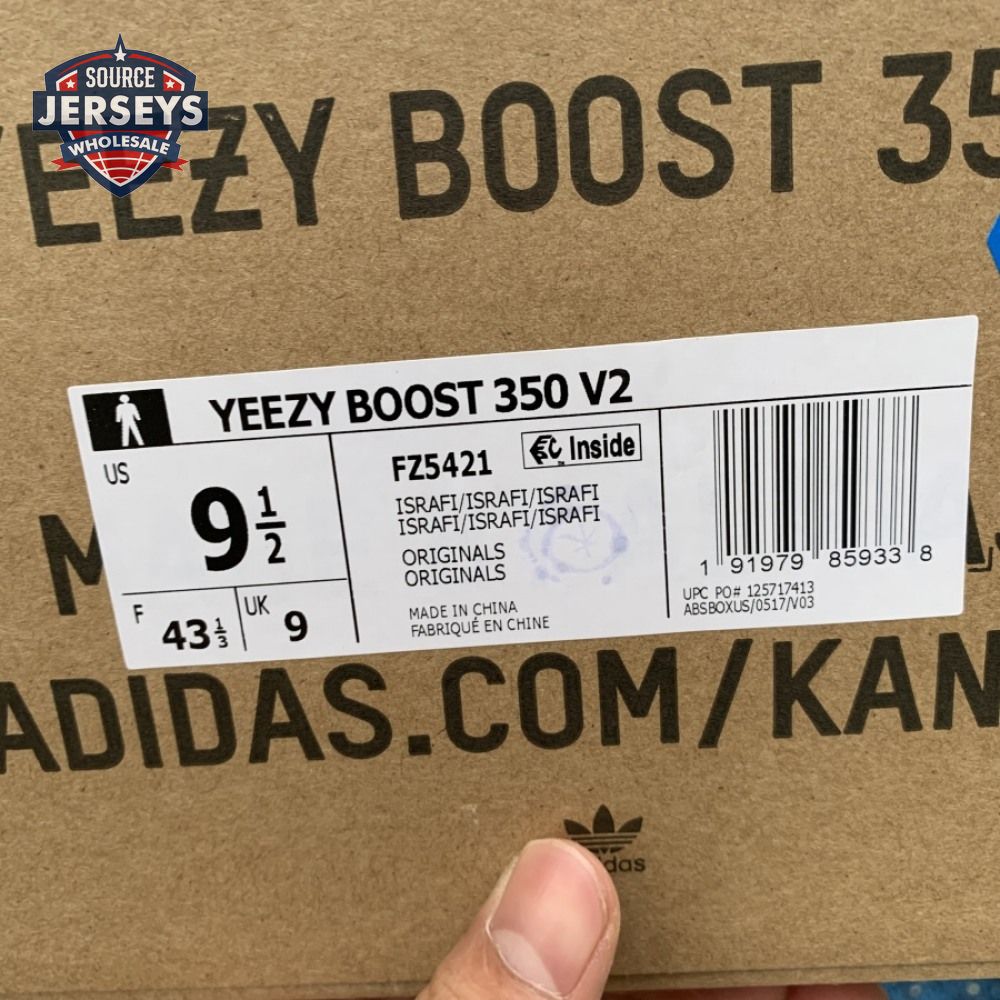 SOURCE
JERSEYS
WHOLESALE
YEEZY BOOST 35
YEEZY BOOST 350 V2
US
9 1/2
F
43 1/3
UK
9
FZ5421
Inside
ISRAFI/ISRAFI/ISRAFI
ISRAFI/ISRAFI/ISRAFI
ORIGINALS
ORIGINALS
MADE IN CHINA
FABRIQUÉ EN CHINE
1 91979 85933 8
UPC PO# 125717413
ABSBOXUS/0517/V03
M
ADIDAS.COM/KAN
das